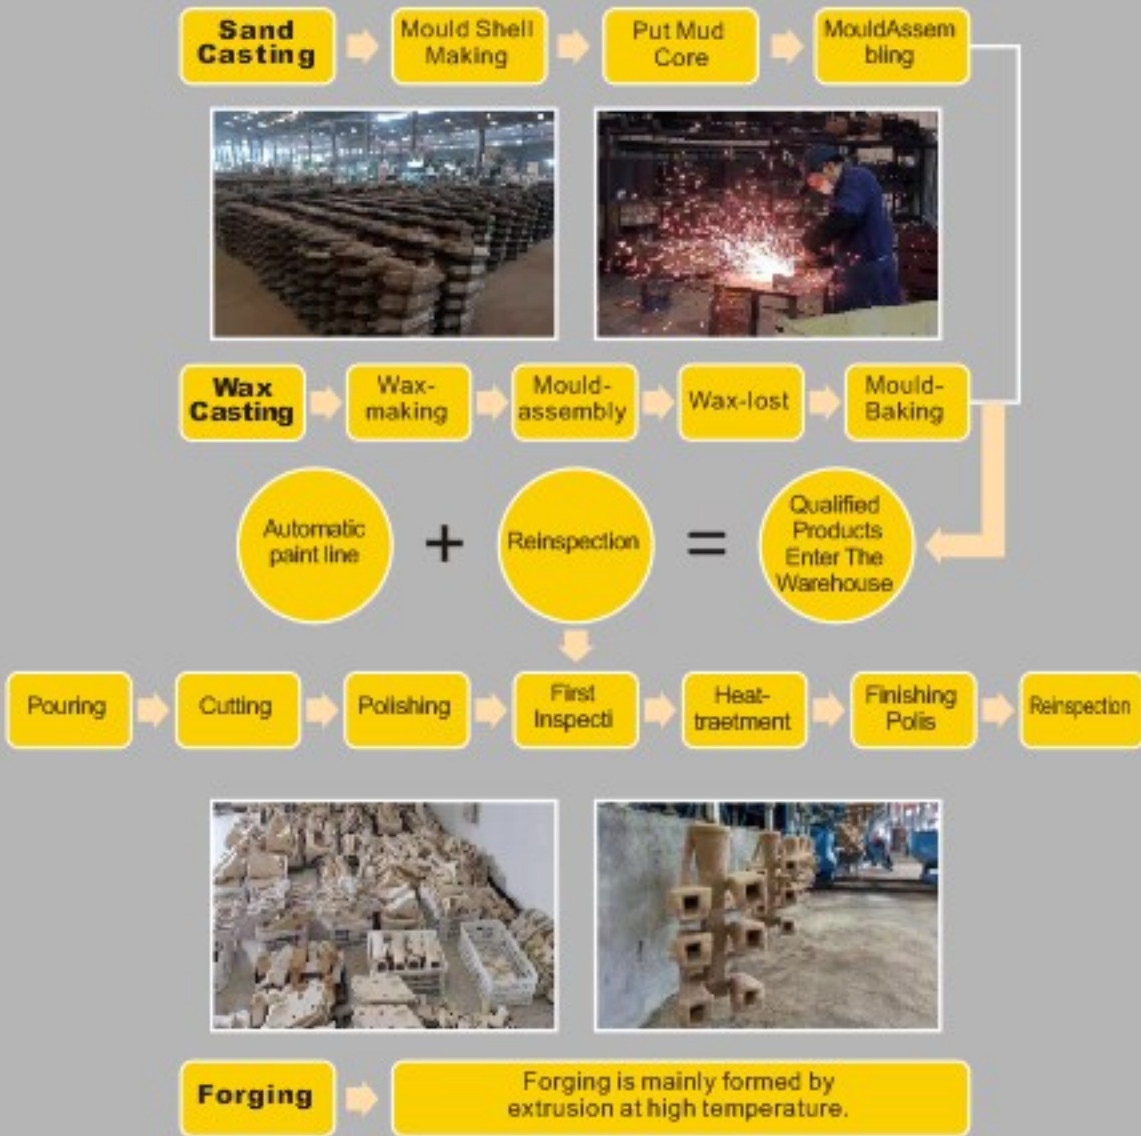 Sand
Casting
Mould Shell
Making
Put Mud
Core
MouldAssem
bling
Wax
Casting
Wax-
making
Mould-
assembly
Wax-lost
Mould-
Baking
Automatic
paint line
+
Reinspection
=
Qualified
Products
Enter The
Warehouse
Pouring
Cutting
Polishing
First
Inspecti
Heat-
traetment
Finishing
Polis
Reinspection
Forging
Forging is mainly formed by
extrusion at high temperature.